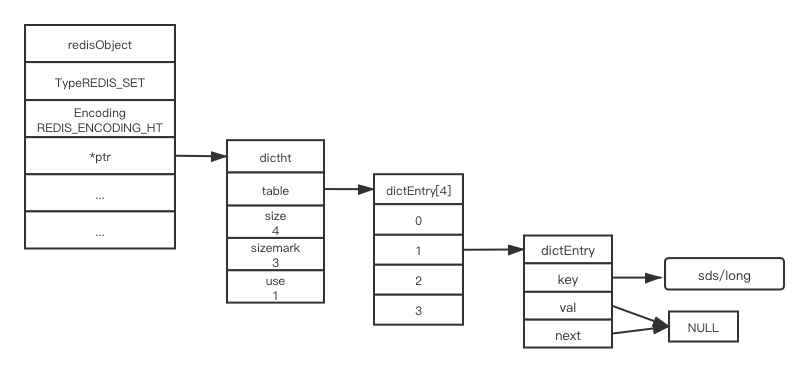 redisObject
TypeREDIS_SET
Encoding
REDIS_ENCODING_HT
*ptr
...
...
dictht
table
size
4
sizemark
3
use
1
dictEntry[4]
0
1
2
3
dictEntry
key
val
next
sds/long
NULL